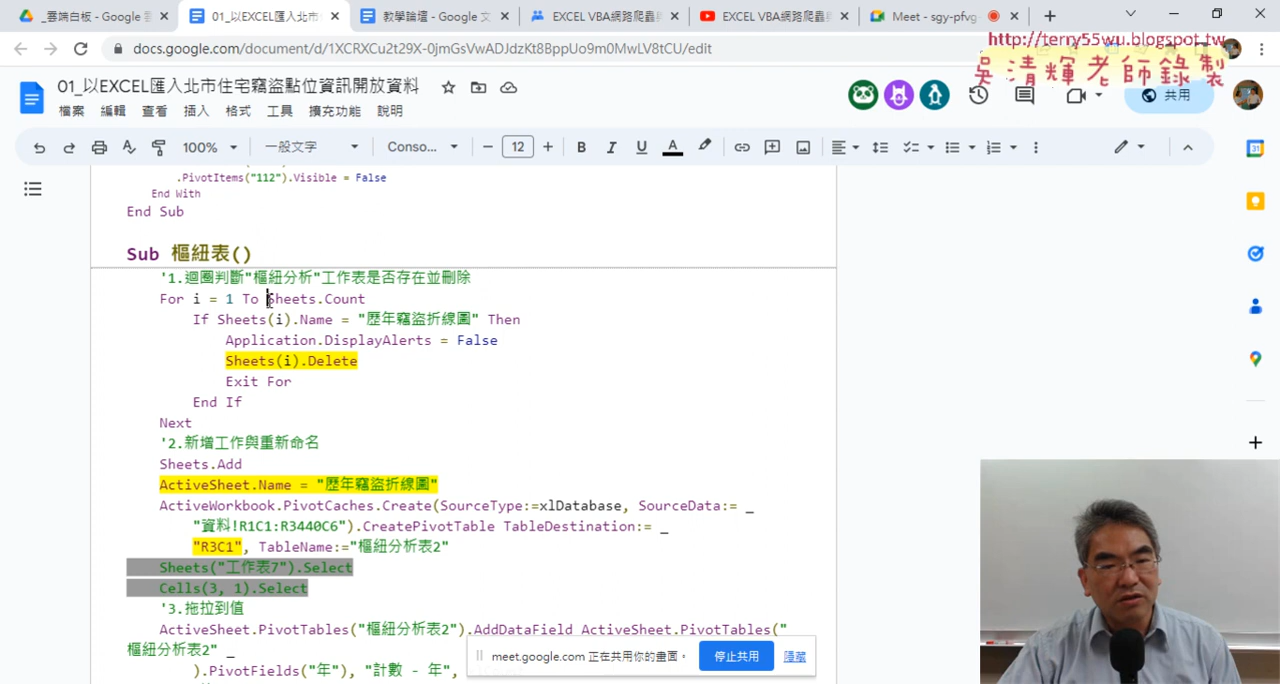 _雲端白板 - Google 雲
01_以EXCEL匯入北市住宅竊
教學論壇 - Google 文
EXCEL VBA網路爬蟲
EXCEL VBA網路爬蟲
Meet - sgy-pfvg
docs.google.com/document/d/1XCRXCu2t29X-0jmGsVwADJdzKt8BppUo9m0MwLV8tCU/edit
http://terry55wu.blogspot.tw
吳清輝老師錄製
01_以EXCEL匯入北市住宅竊盜點位資訊開放資料
共用
檔案 編輯 查看 插入 格式 工具 擴充功能 說明
100% 一般文字 Conso... 12 B I U A
.PivotItems("112").Visible = False
End With
End Sub
Sub 樞紐表()
'1.迴圈判斷"樞紐分析"工作表是否存在並刪除
For i = 1 To Sheets.Count
If Sheets(i).Name = "歷年竊盜折線圖" Then
Application.DisplayAlerts = False
Sheets(i).Delete
Exit For
End If
Next
'2.新增工作與重新命名
Sheets.Add
ActiveSheet.Name = "歷年竊盜折線圖"
ActiveWorkbook.PivotCaches.Create(SourceType:=xlDatabase, SourceData:= _
"資料!R1C1:R3440C6").CreatePivotTable TableDestination:= _
"R3C1", TableName:="樞紐分析表2"
Sheets("工作表7").Select
Cells(3, 1).Select
'3.拖拉到值
ActiveSheet.PivotTables("樞紐分析表2").AddDataField ActiveSheet.PivotTables("
樞紐分析表2" _
).PivotFields("年"), "計數 - 年",
meet.google.com 正在共用你的畫面。 停止共用 隱藏